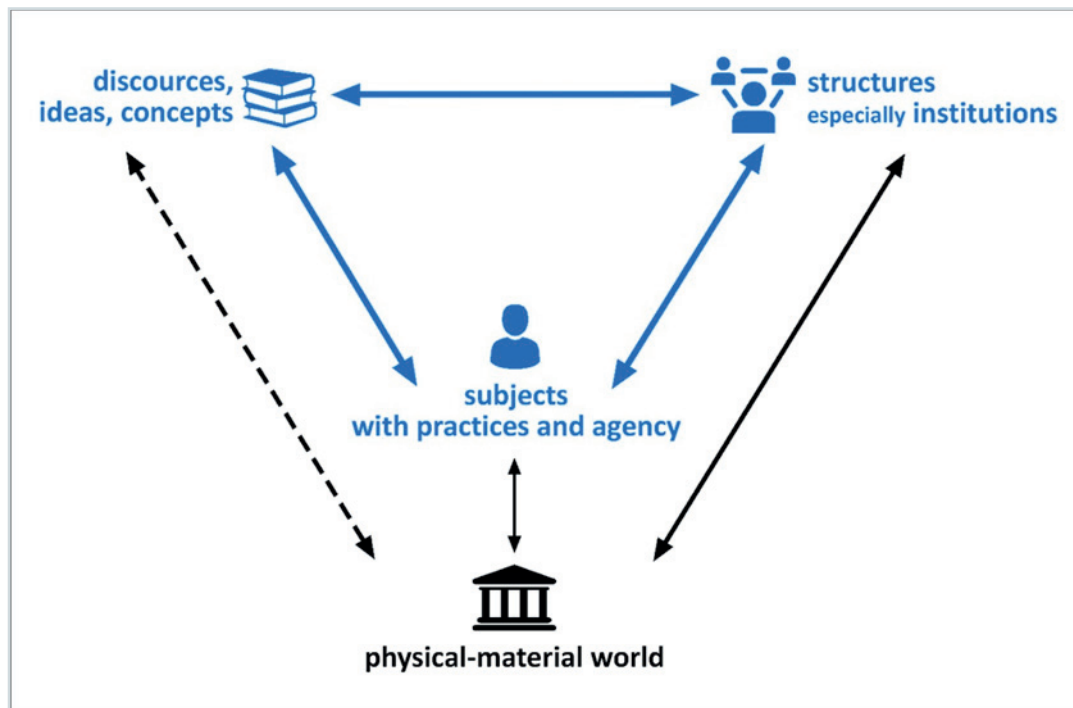 discources,
ideas, concepts
structures
especially institutions
subjects
with practices and agency
physical-material world